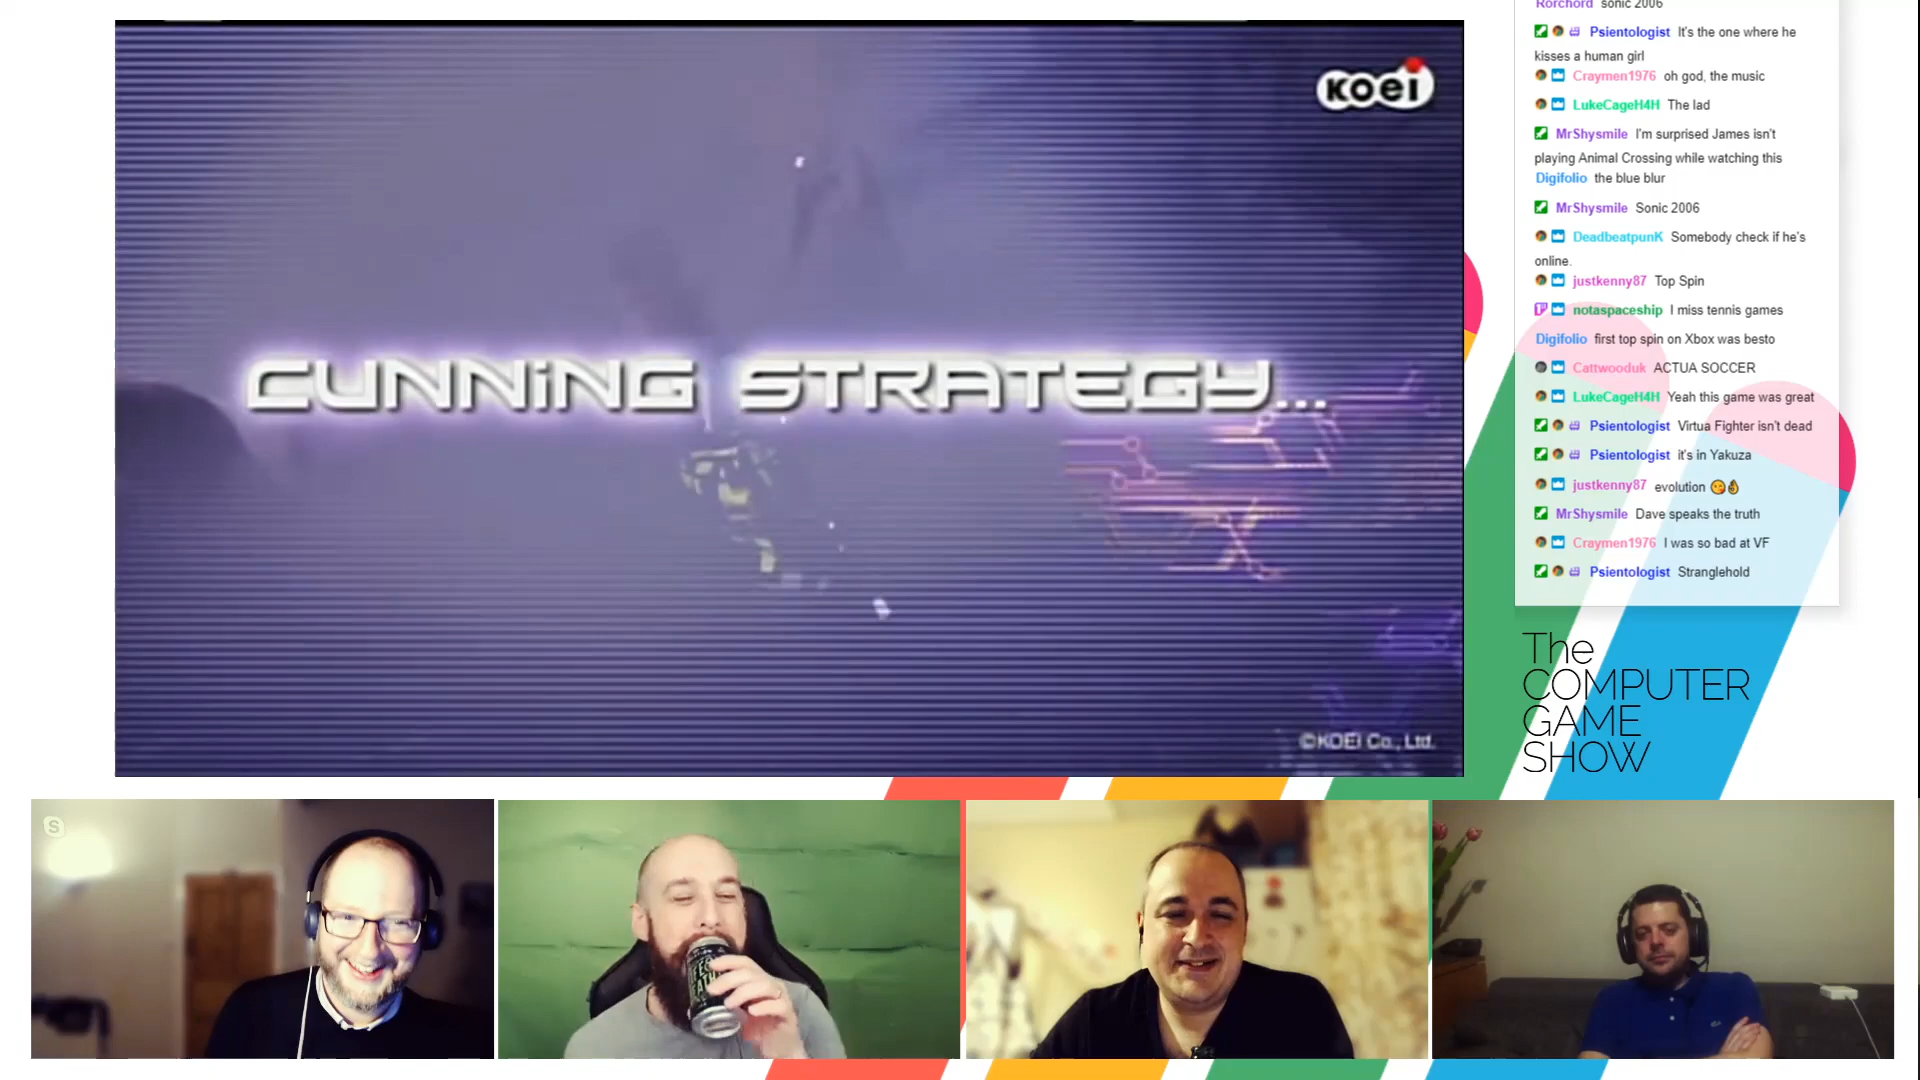 koei
CUNNiNG STRATEGY...
©KOEI Co., Ltd.
Rorchord sonic 2006
Psientologist It's the one where he
kisses a human girl
Craymen1976 oh god, the music
LukeCageH4H The lad
MrShysmile I'm surprised James isn't
playing Animal Crossing while watching this
Digifolio the blue blur
MrShysmile Sonic 2006
DeadbeatpunK Somebody check if he's
online.
justkenny87 Top Spin
notaspaceship I miss tennis games
Digifolio first top spin on Xbox was besto
Cattwooduk ACTUA SOCCER
LukeCageH4H Yeah this game was great
Psientologist Virtua Fighter isn't dead
Psientologist it's in Yakuza
justkenny87 evolution 😘👌
MrShysmile Dave speaks the truth
Craymen1976 I was so bad at VF
Psientologist Stranglehold
The
COMPUTER
GAME
SHOW
S